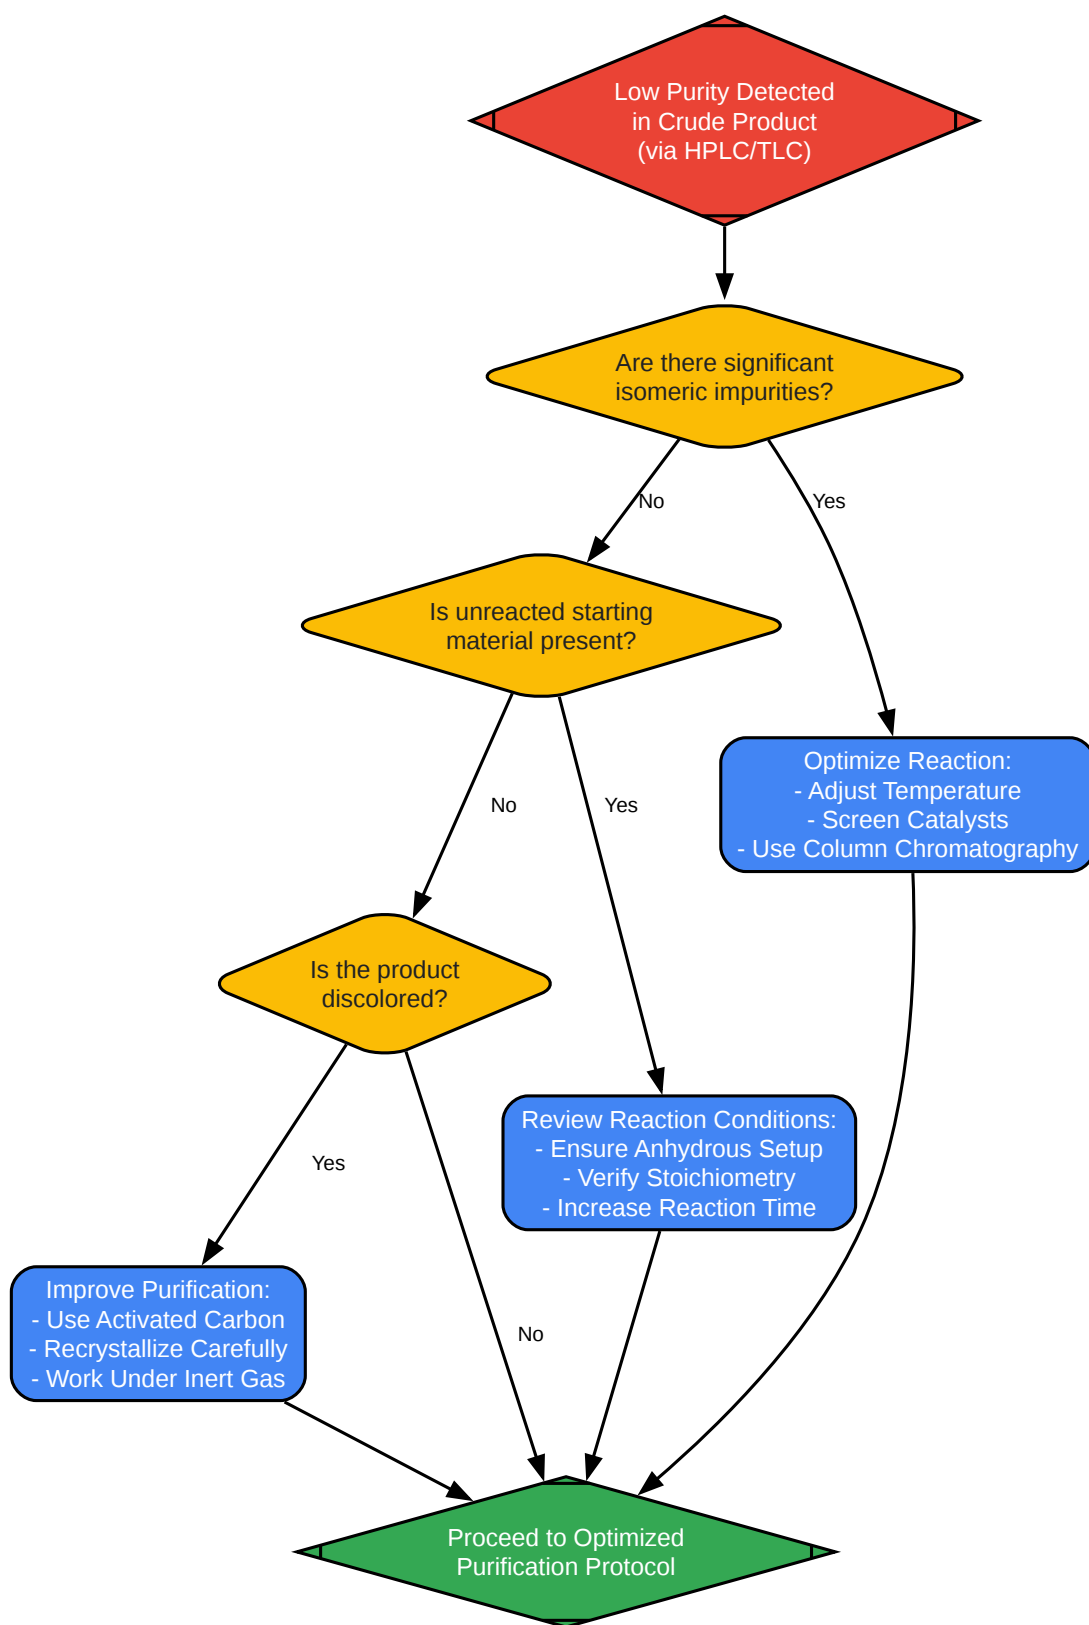 Low Purity Detected
in Crude Product
(via HPLC/TLC)
Are there significant
isomeric impurities?
No
Yes
Is unreacted starting
material present?
Optimize Reaction:
- Adjust Temperature
- Screen Catalysts
- Use Column Chromatography
No
Yes
Is the product
discolored?
Review Reaction Conditions:
- Ensure Anhydrous Setup
- Verify Stoichiometry
- Increase Reaction Time
Yes
No
Improve Purification:
- Use Activated Carbon
- Recrystallize Carefully
- Work Under Inert Gas
Proceed to Optimized
Purification Protocol